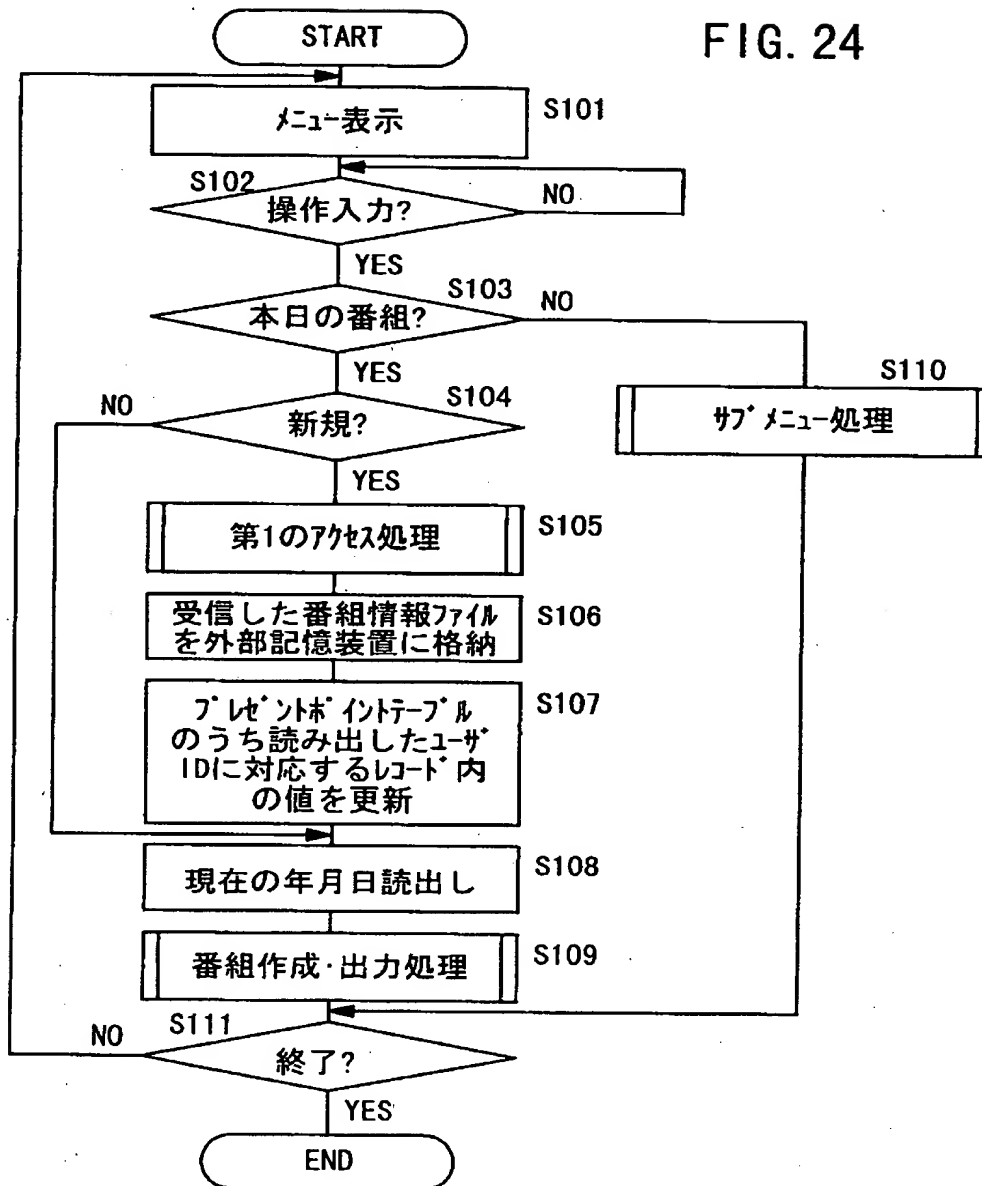 FIG. 24
START
メニュー表示
S101
S102
操作入力?
NO
YES
S103
本日の番組?
NO
YES
S110
サブメニュー処理
S104
NO
新規?
YES
第1のアクセス処理
S105
受信した番組情報ファイル
を外部記憶装置に格納
S106
プレゼントポイントテーブル
のうち読み出したユーザ
IDに対応するレコード内
の値を更新
S107
現在の年月日読出し
S108
番組作成・出力処理
S109
S111
NO
終了?
YES
END